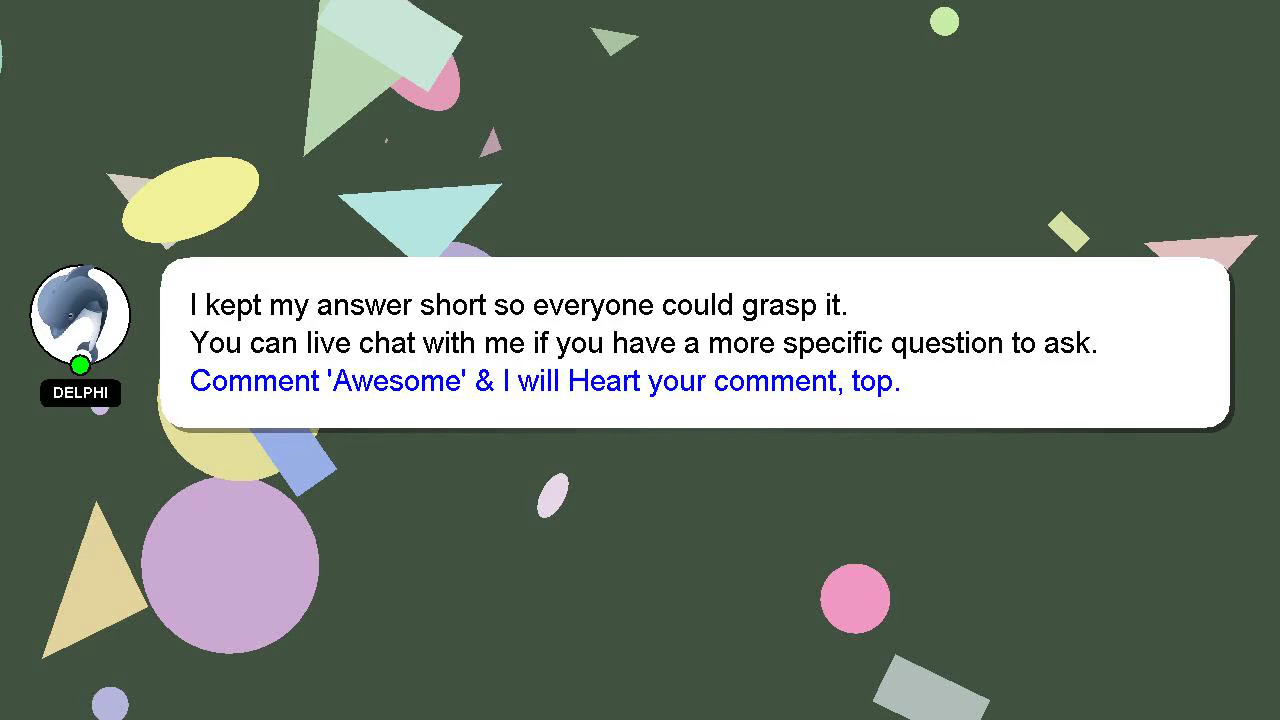 I kept my answer short so everyone could grasp it.
You can live chat with me if you have a more specific question to ask.
Comment 'Awesome' & I will Heart your comment, top.
DELPHI